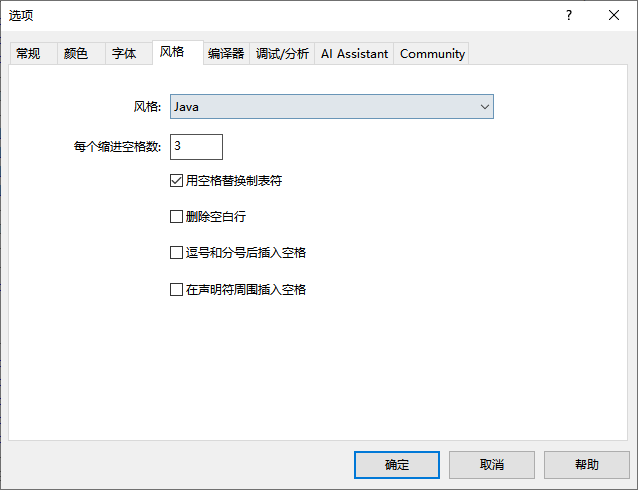 选项
常规 颜色 字体 风格 编译器 调试/分析 AI Assistant Community
风格: Java
每个缩进空格数: 3
用空格替换制表符
删除空白行
逗号和分号后插入空格
在声明符周围插入空格
确定 取消 帮助